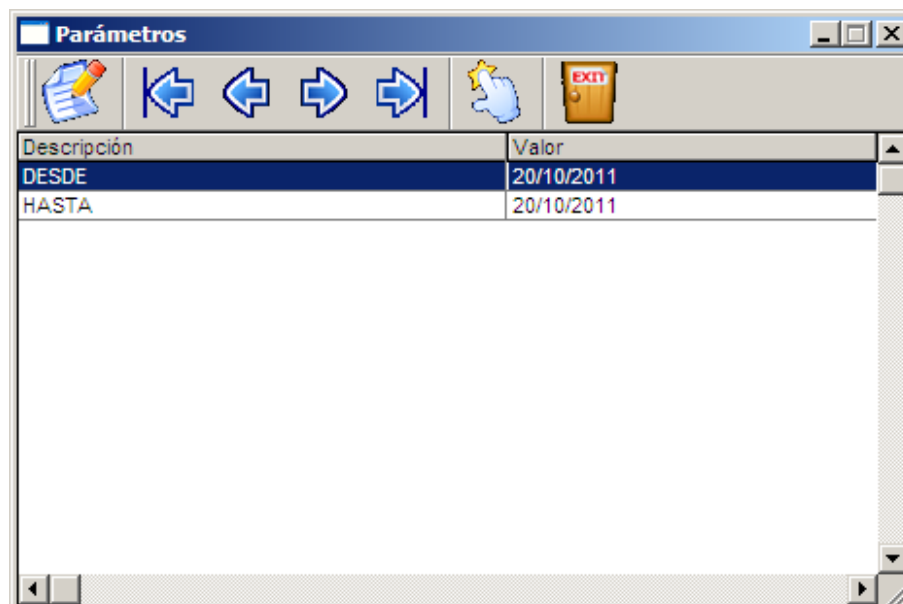 Parámetros
EXIT
Descripción Valor
DESDE 20/10/2011
HASTA 20/10/2011